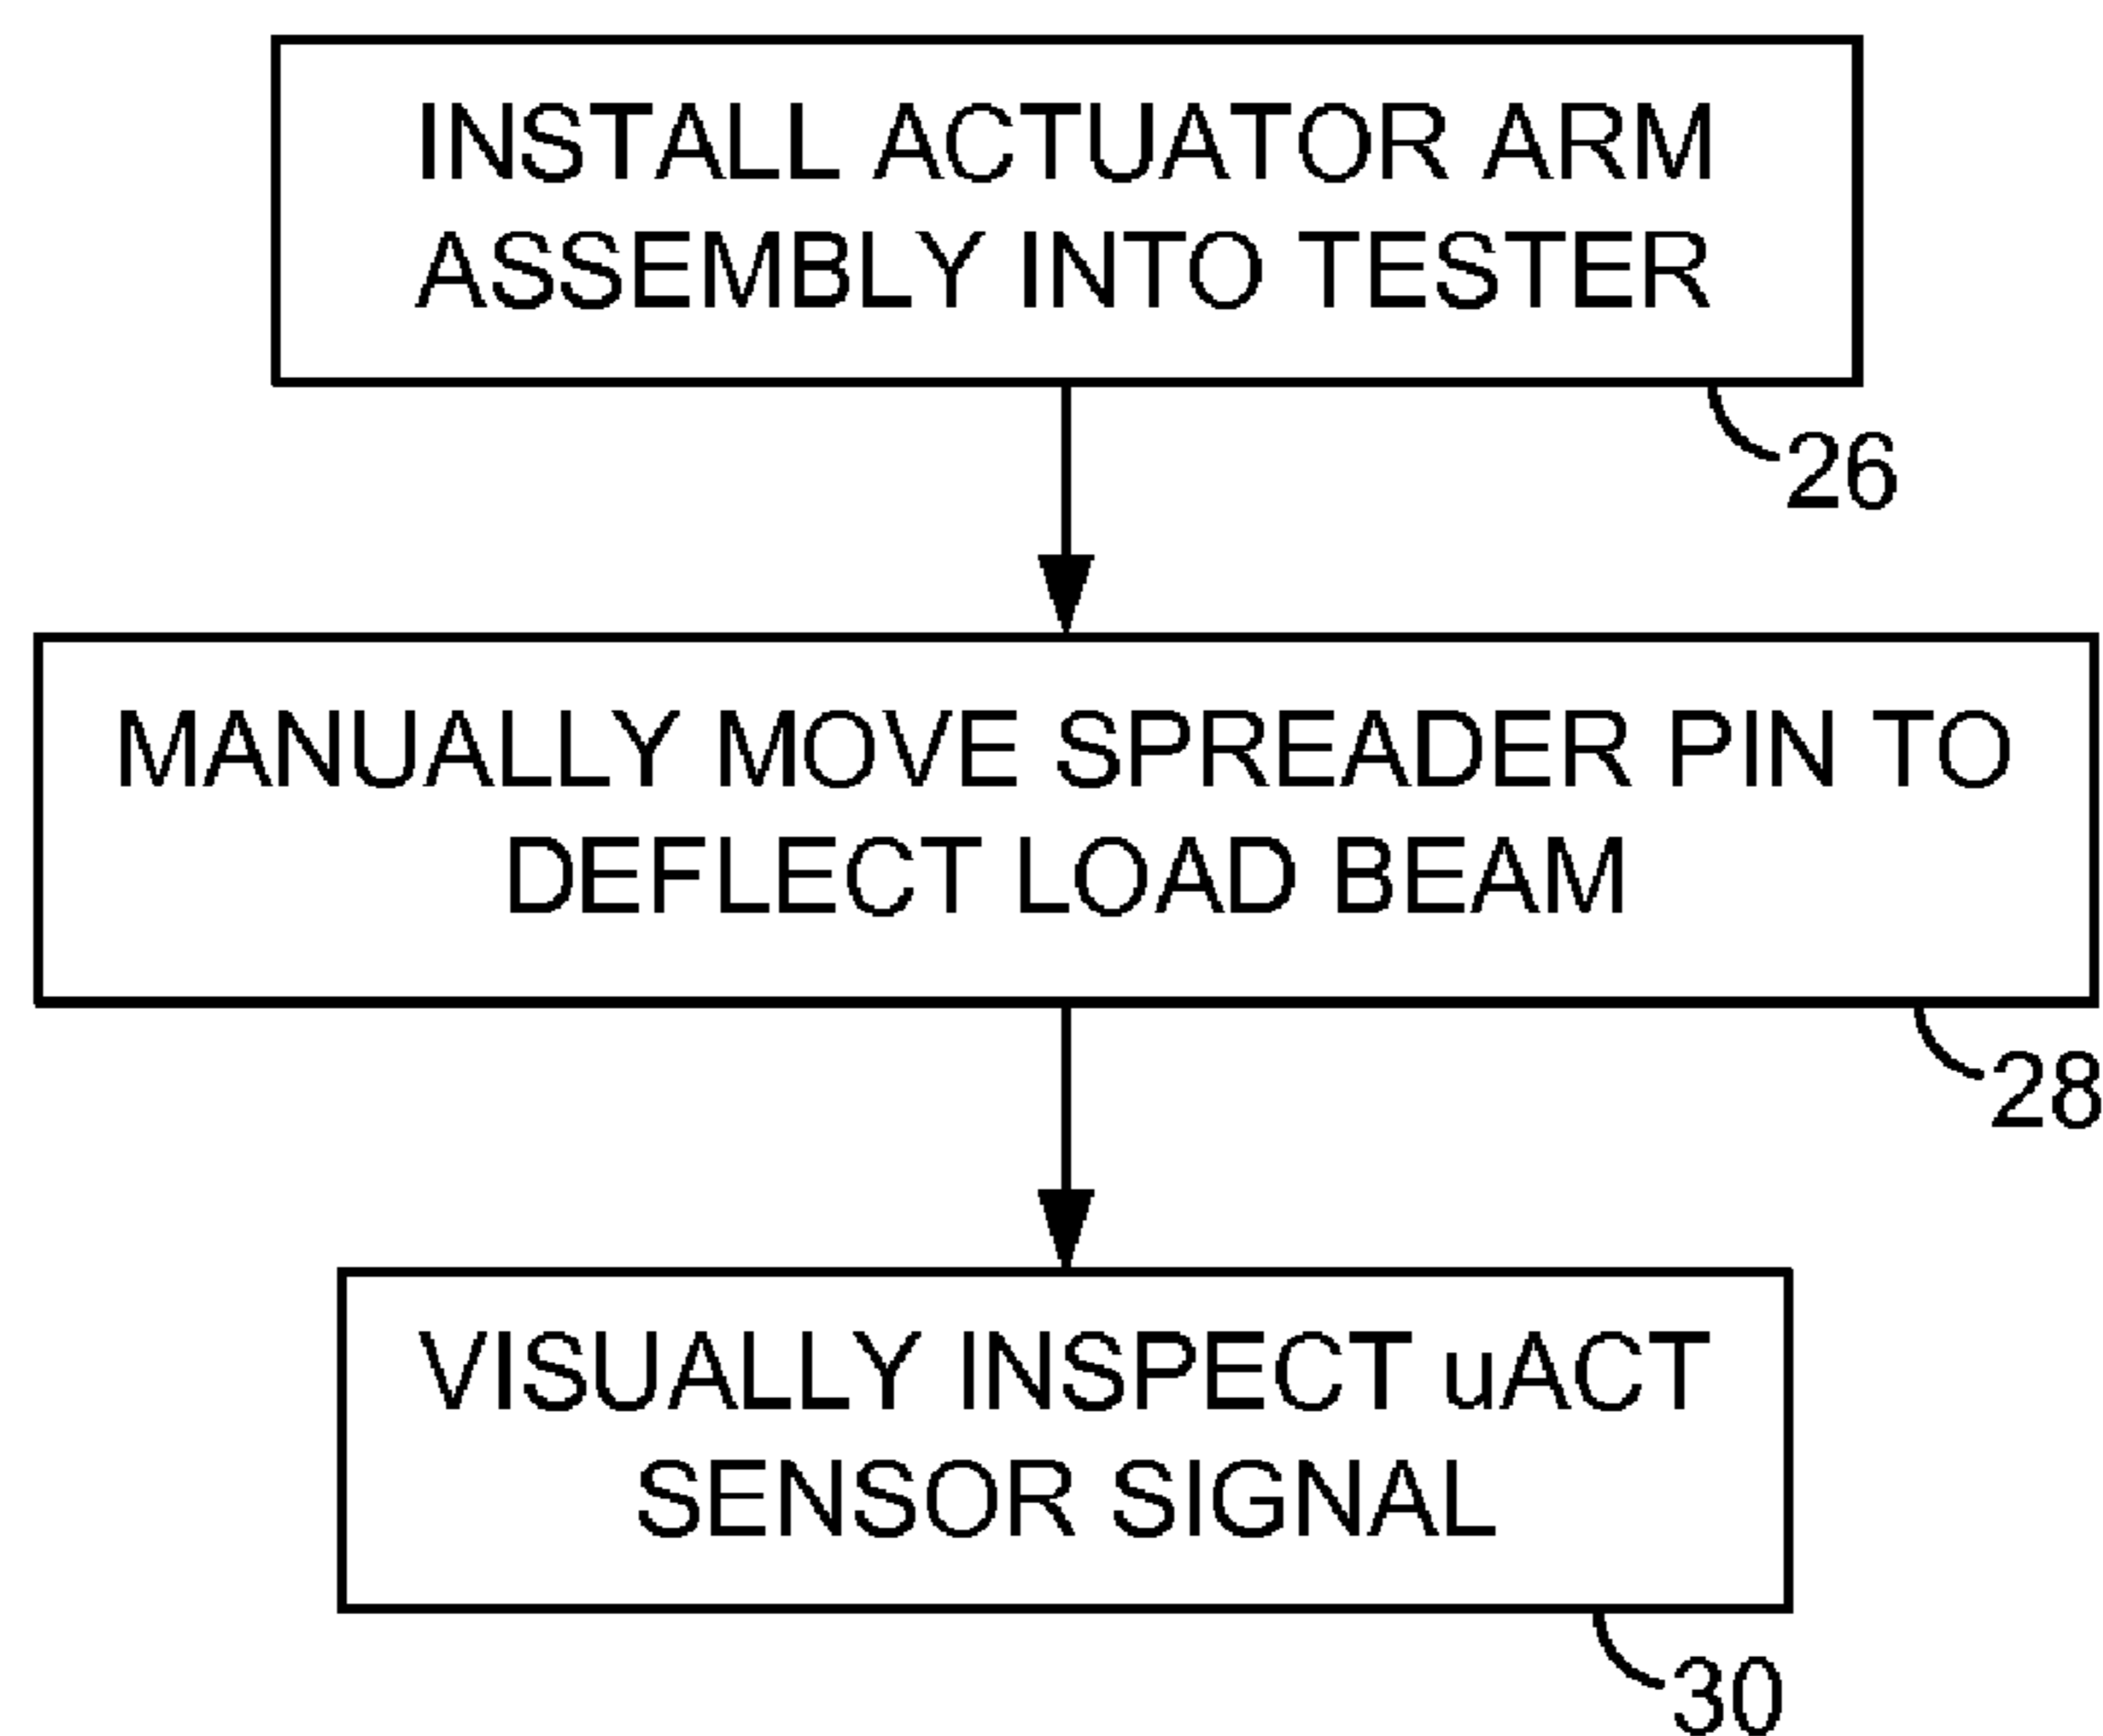 INSTALL ACTUATOR ARM
ASSEMBLY INTO TESTER
26
MANUALLY MOVE SPREADER PIN TO
DEFLECT LOAD BEAM
28
VISUALLY INSPECT uACT
SENSOR SIGNAL
30